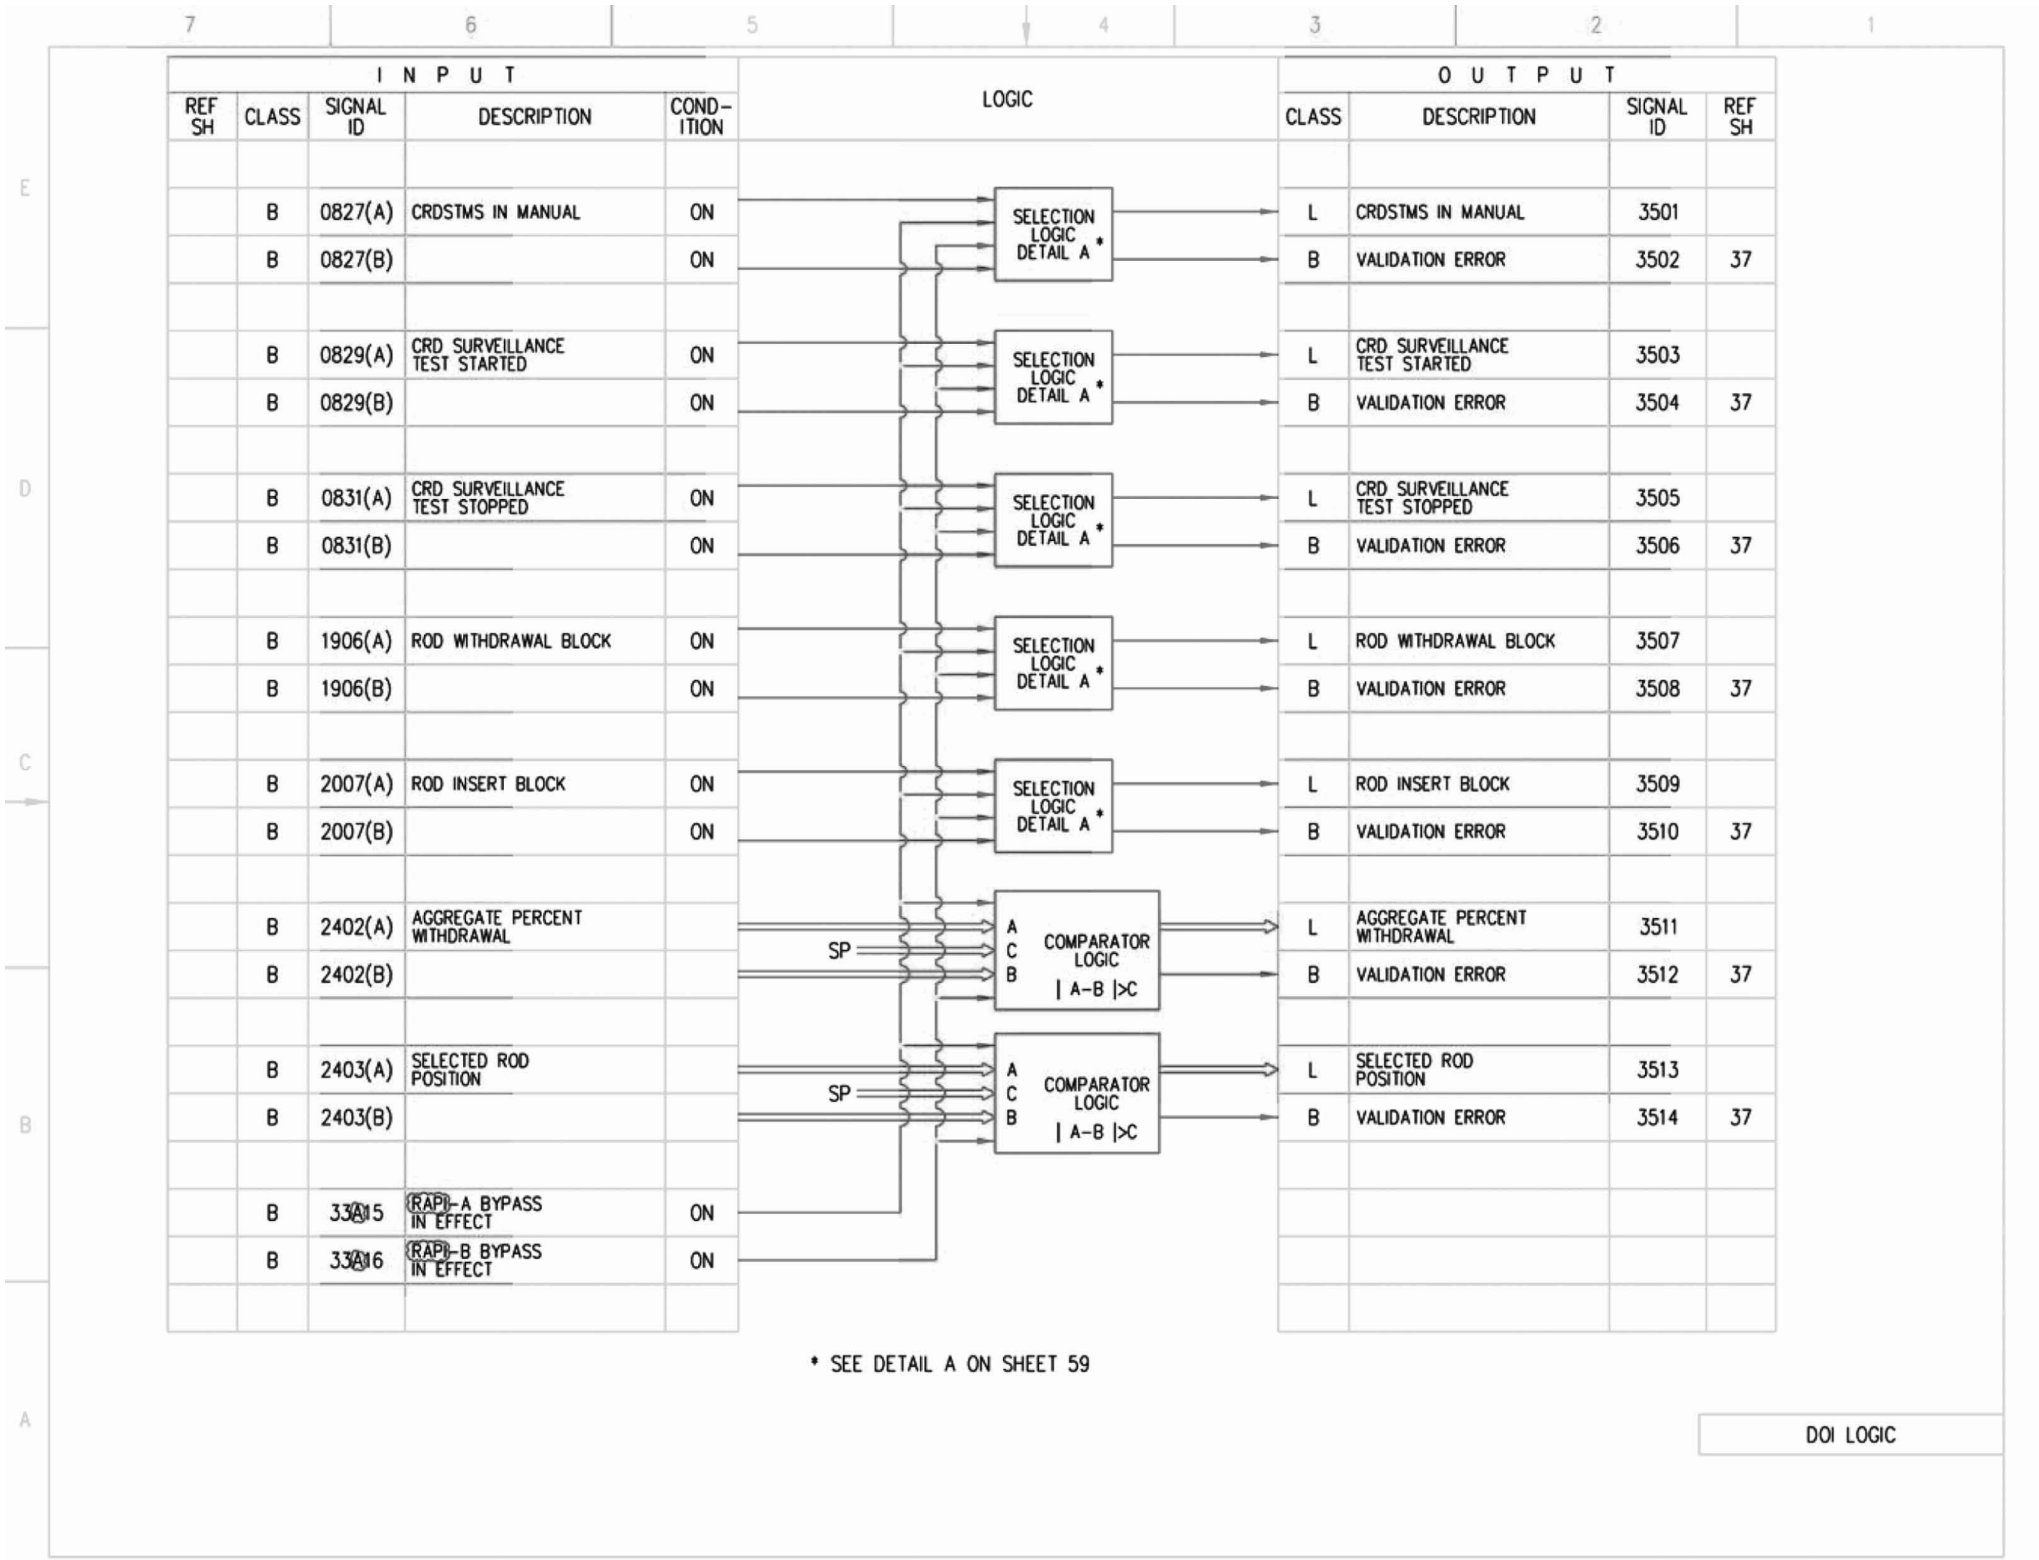 7 6 5 4 3 2 1
I N P U T
LOGIC
O U T P U T
REF SH CLASS SIGNAL ID DESCRIPTION COND- ITION
CLASS DESCRIPTION SIGNAL ID REF SH
E
D
C
B
A
B 0827(A) CRDSTMS IN MANUAL ON
B 0827(B) ON
SELECTION
LOGIC
DETAIL A *
L CRDSTMS IN MANUAL 3501
B VALIDATION ERROR 3502 37
B 0829(A) CRD SURVEILLANCE
TEST STARTED ON
B 0829(B) ON
SELECTION
LOGIC
DETAIL A *
L CRD SURVEILLANCE
TEST STARTED 3503
B VALIDATION ERROR 3504 37
B 0831(A) CRD SURVEILLANCE
TEST STOPPED ON
B 0831(B) ON
SELECTION
LOGIC
DETAIL A *
L CRD SURVEILLANCE
TEST STOPPED 3505
B VALIDATION ERROR 3506 37
B 1906(A) ROD WITHDRAWAL BLOCK ON
B 1906(B) ON
SELECTION
LOGIC
DETAIL A *
L ROD WITHDRAWAL BLOCK 3507
B VALIDATION ERROR 3508 37
B 2007(A) ROD INSERT BLOCK ON
B 2007(B) ON
SELECTION
LOGIC
DETAIL A *
L ROD INSERT BLOCK 3509
B VALIDATION ERROR 3510 37
B 2402(A) AGGREGATE PERCENT
WITHDRAWAL
SP
B 2402(B)
A
C
B
COMPARATOR
LOGIC
| A-B |>C
L AGGREGATE PERCENT
WITHDRAWAL 3511
B VALIDATION ERROR 3512 37
B 2403(A) SELECTED ROD
POSITION
SP
B 2403(B)
A
C
B
COMPARATOR
LOGIC
| A-B |>C
L SELECTED ROD
POSITION 3513
B VALIDATION ERROR 3514 37
B 33A15 RAPI-A BYPASS
IN EFFECT ON
B 33A16 RAPI-B BYPASS
IN EFFECT ON
* SEE DETAIL A ON SHEET 59
DOI LOGIC